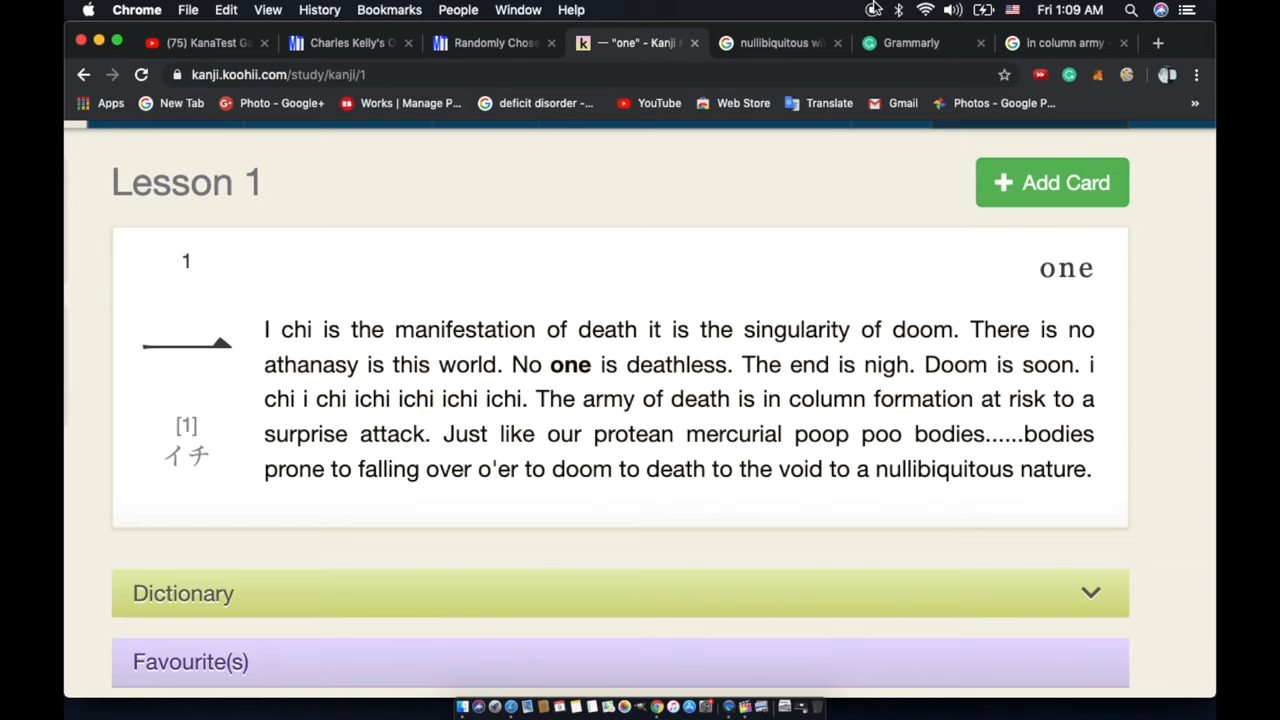 Chrome File Edit View History Bookmarks People Window Help Fri 1:09 AM
(75) KanaTest G Charles Kelly's O Randomly Chose — "one" - Kanji nullibiquitous wi Grammarly in column army -
kanji.koohii.com/study/kanji/1
Apps New Tab Photo - Google+ Works | Manage P... deficit disorder -... YouTube Web Store Translate Gmail Photos - Google P... »
Lesson 1
+ Add Card
1
one
一
[1]
イチ
I chi is the manifestation of death it is the singularity of doom. There is no
athanasy is this world. No one is deathless. The end is nigh. Doom is soon. i
chi i chi ichi ichi ichi ichi. The army of death is in column formation at risk to a
surprise attack. Just like our protean mercurial poop poo bodies......bodies
prone to falling over o'er to doom to death to the void to a nullibiquitous nature.
Dictionary
Favourite(s)